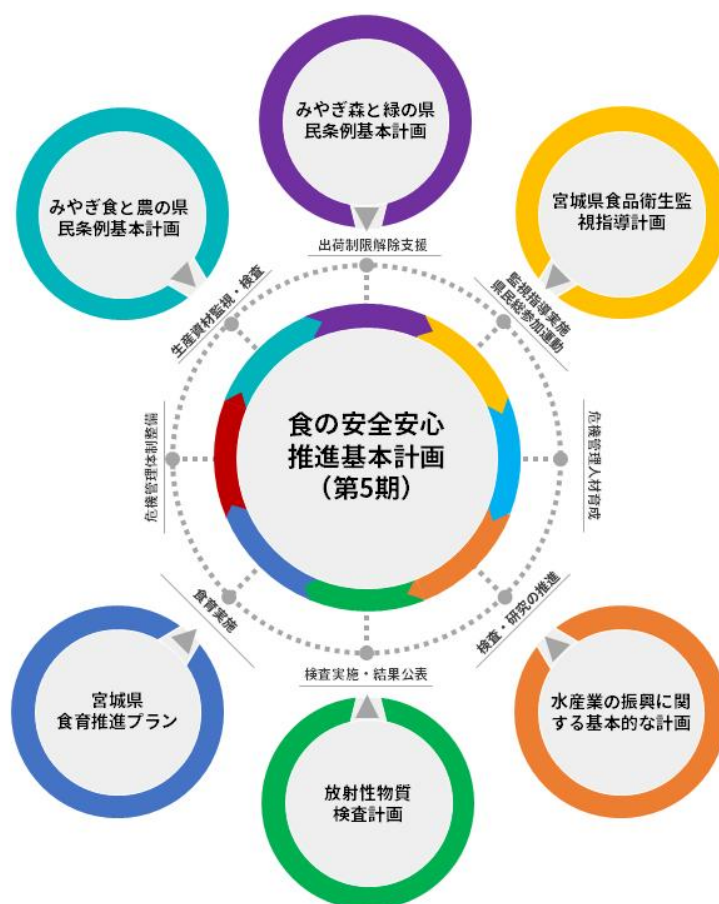 みやぎ森と緑の県
民条例基本計画
みやぎ食と農の県
民条例基本計画
宮城県食品衛生監
視指導計画
出荷制限解除支援
生産資材監視・検査
監視指導実施
県民総参加運動
食の安全安心
推進基本計画
（第5期）
危機管理体制整備
危機管理人材育成
食育実施
検査・研究の推進
検査実施・結果公表
宮城県
食育推進プラン
水産業の振興に関
する基本的な計画
放射性物質
検査計画